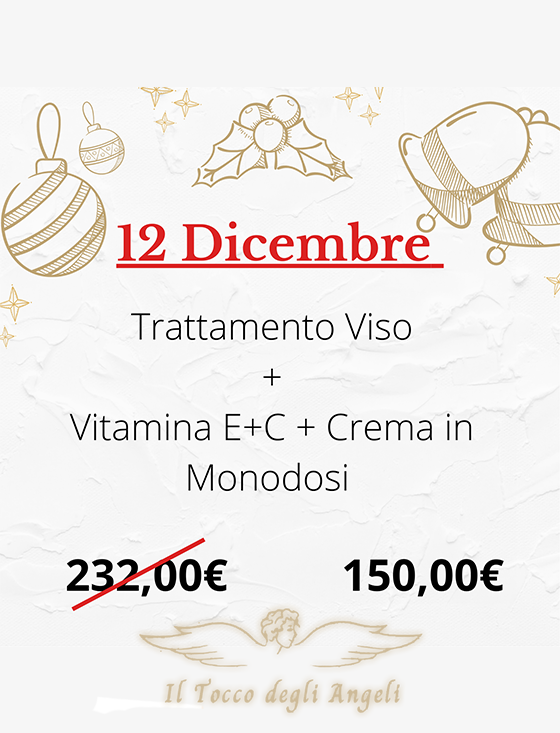 12 Dicembre
Trattamento Viso
+
Vitamina E+C + Crema in
Monodosi
232,00€ 150,00€
Il Tocco degli Angeli